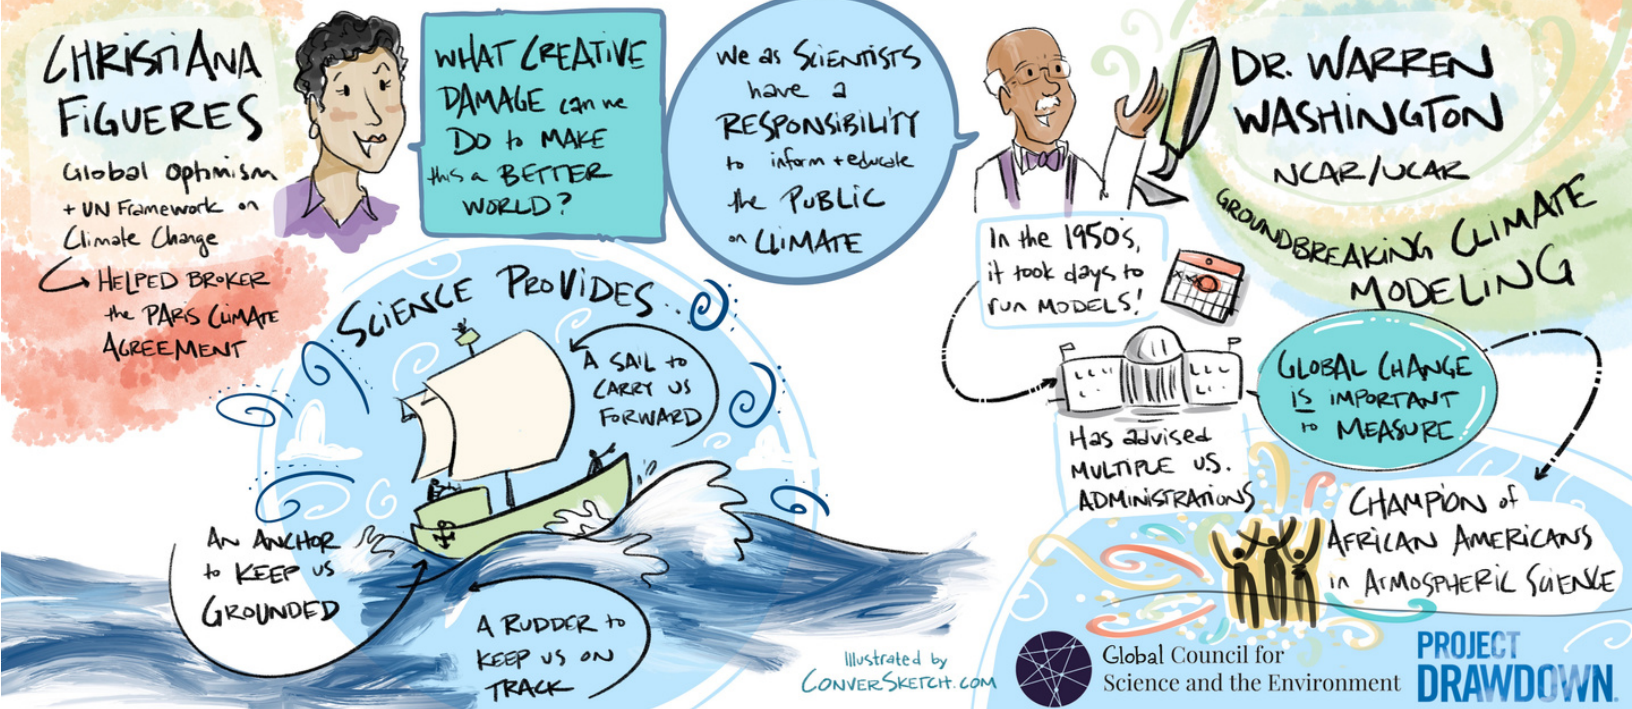 CHRISTIANA
FIGUERES
Global Optimism
+ UN Framework on
Climate Change
HELPED BROKER
the PARIS CLIMATE
AGREEMENT
WHAT CREATIVE
DAMAGE can we
DO to MAKE
this a BETTER
WORLD?
We as SCIENTISTS
have a
RESPONSIBILITY
to inform + educate
the PUBLIC
on CLIMATE
DR. WARREN
WASHINGTON
NCAR/UCAR
GROUNDBREAKING CLIMATE
MODELING
In the 1950's,
it took days to
run MODELS!
Has advised
MULTIPLE U.S.
ADMINISTRATIONS
GLOBAL CHANGE
IS IMPORTANT
to MEASURE
CHAMPION of
AFRICAN AMERICANS
in ATMOSPHERIC SCIENCE
SCIENCE PROVIDES...
A SAIL to
CARRY US
FORWARD
AN ANCHOR
to KEEP US
GROUNDED
A RUDDER to
KEEP US ON
TRACK
Illustrated by
CONVERSKETCH.COM
Global Council for
Science and the Environment
PROJECT
DRAWDOWN.